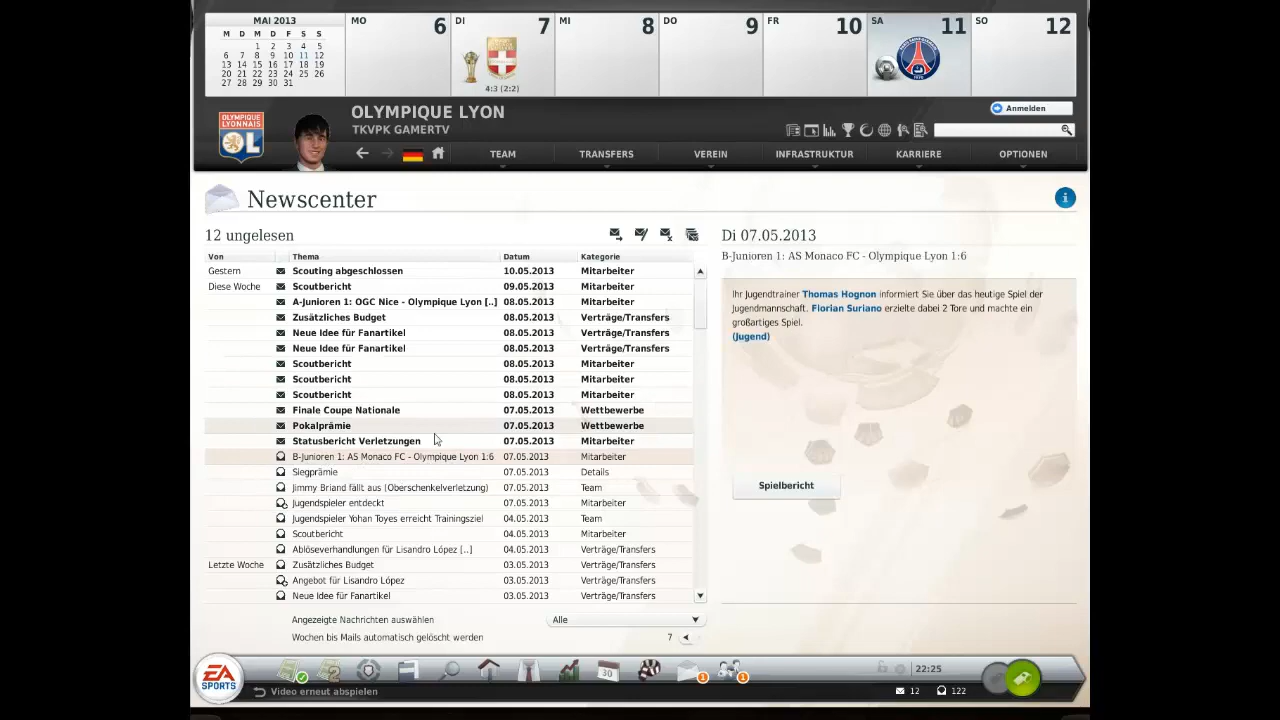 MAI 2013
M D M D F S S
1 2 3 4 5
6 7 8 9 10 11 12
13 14 15 16 17 18 19
20 21 22 23 24 25 26
27 28 29 30 31
MO 6
DI 7
4:3 (2:2)
MI 8
DO 9
FR 10
SA 11
SO 12
OLYMPIQUE LYON
TKVPK GAMERTV
Anmelden
TEAM TRANSFERS VEREIN INFRASTRUKTUR KARRIERE OPTIONEN
Newscenter
12 ungelesen
Von Thema Datum Kategorie
Gestern Scouting abgeschlossen 10.05.2013 Mitarbeiter
Diese Woche Scoutbericht 09.05.2013 Mitarbeiter
A-Junioren 1: OGC Nice - Olympique Lyon [..] 08.05.2013 Mitarbeiter
Zusätzliches Budget 08.05.2013 Verträge/Transfers
Neue Idee für Fanartikel 08.05.2013 Verträge/Transfers
Neue Idee für Fanartikel 08.05.2013 Verträge/Transfers
Scoutbericht 08.05.2013 Mitarbeiter
Scoutbericht 08.05.2013 Mitarbeiter
Scoutbericht 08.05.2013 Mitarbeiter
Finale Coupe Nationale 07.05.2013 Wettbewerbe
Pokalprämie 07.05.2013 Wettbewerbe
Statusbericht Verletzungen 07.05.2013 Mitarbeiter
B-Junioren 1: AS Monaco FC - Olympique Lyon 1:6 07.05.2013 Mitarbeiter
Siegprämie 07.05.2013 Details
Jimmy Briand fällt aus (Oberschenkelverletzung) 07.05.2013 Team
Jugendspieler entdeckt 07.05.2013 Mitarbeiter
Jugendspieler Yohan Toyes erreicht Trainingsziel 04.05.2013 Team
Scoutbericht 04.05.2013 Mitarbeiter
Ablöseverhandlungen für Lisandro López [..] 04.05.2013 Verträge/Transfers
Letzte Woche Zusätzliches Budget 03.05.2013 Verträge/Transfers
Angebot für Lisandro López 03.05.2013 Verträge/Transfers
Neue Idee für Fanartikel 03.05.2013 Verträge/Transfers
Angezeigte Nachrichten auswählen Alle
Wochen bis Mails automatisch gelöscht werden 7
Di 07.05.2013
B-Junioren 1: AS Monaco FC - Olympique Lyon 1:6
Ihr Jugendtrainer Thomas Hognon informiert Sie über das heutige Spiel der
Jugendmannschaft. Florian Suriano erzielte dabei 2 Tore und machte ein
großartiges Spiel.
(Jugend)
Spielbericht
EA
SPORTS
30
1
1
22:25
Video erneut abspielen
12 122